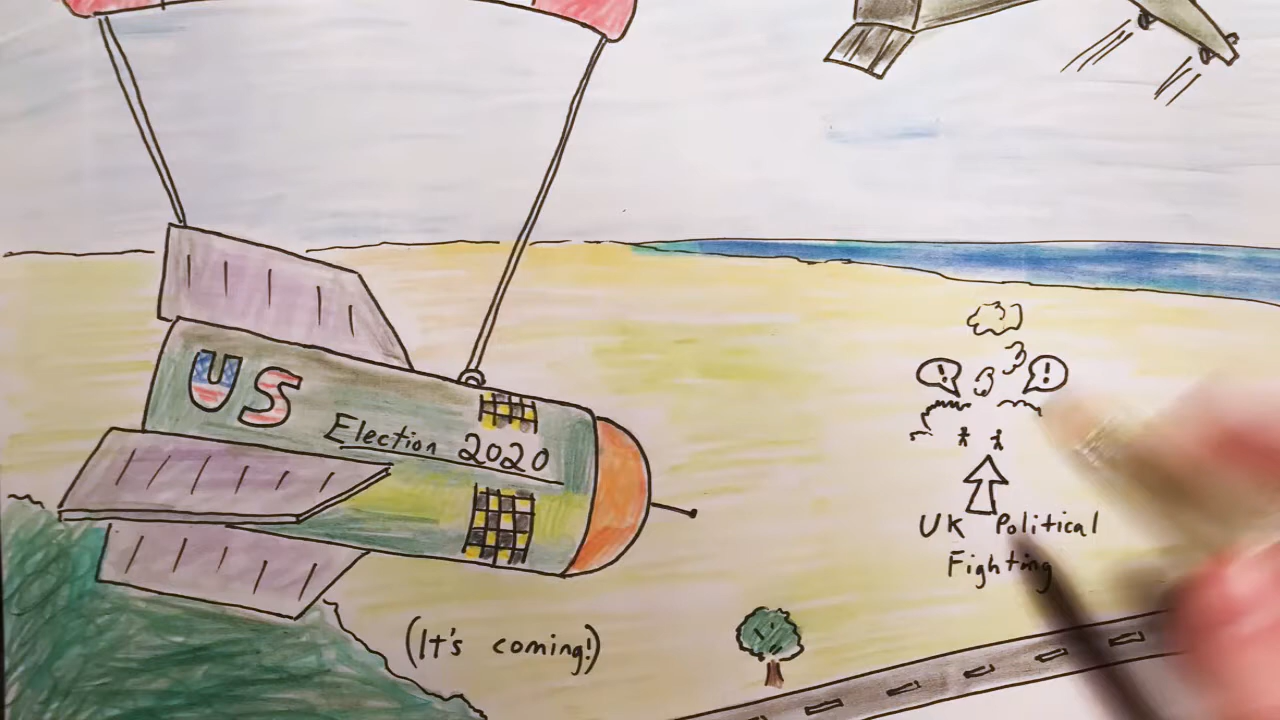 US
Election 2020
(It's coming!)
!
!
UK Political
Fighting